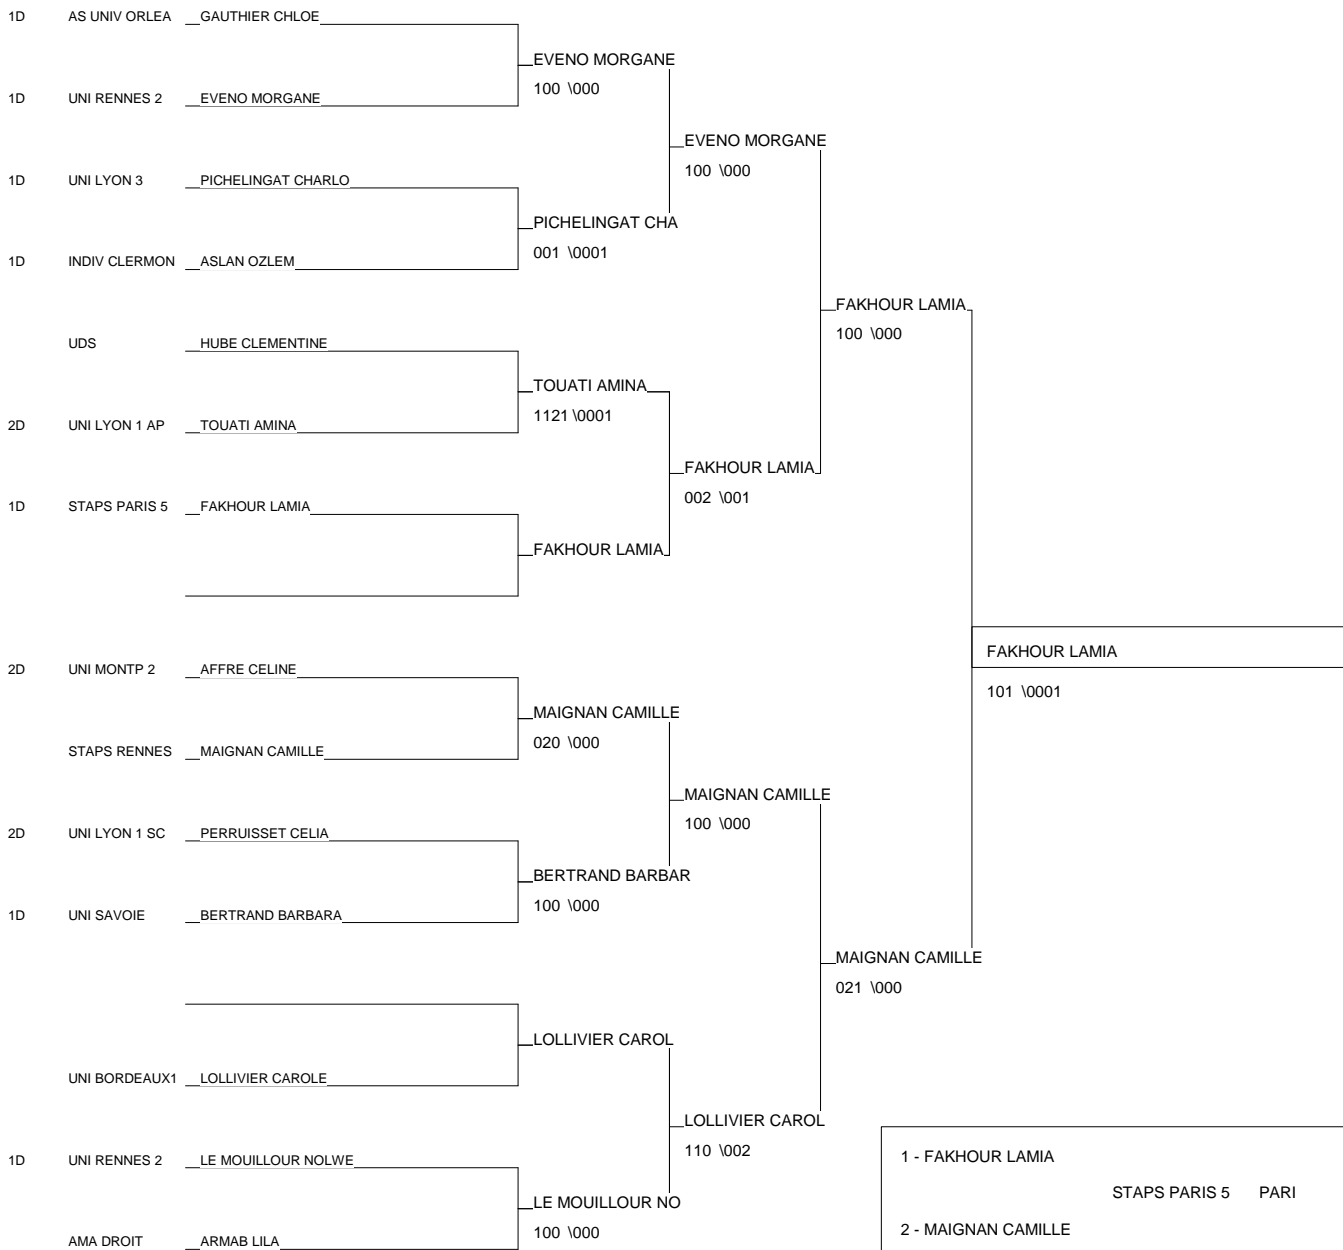 1D AS UNIV ORLEA GAUTHIER CHLOE
EVENO MORGANE
100 \000
1D UNI RENNES 2 EVENO MORGANE
EVENO MORGANE
100 \000
1D UNI LYON 3 PICHELINGAT CHARLO
PICHELINGAT CHA
001 \0001
1D INDIV CLERMON ASLAN OZLEM
FAKHOUR LAMIA
100 \000
UDS HUBE CLEMENTINE
TOUATI AMINA
1121 \0001
2D UNI LYON 1 AP TOUATI AMINA
FAKHOUR LAMIA
002 \001
1D STAPS PARIS 5 FAKHOUR LAMIA
FAKHOUR LAMIA
FAKHOUR LAMIA
101 \0001
2D UNI MONTP 2 AFFRE CELINE
MAIGNAN CAMILLE
020 \000
STAPS RENNES MAIGNAN CAMILLE
MAIGNAN CAMILLE
100 \000
2D UNI LYON 1 SC PERRUISSET CELIA
BERTRAND BARBAR
100 \000
1D UNI SAVOIE BERTRAND BARBARA
MAIGNAN CAMILLE
021 \000
LOLLIVIER CAROL
UNI BORDEAUX1 LOLLIVIER CAROLE
LOLLIVIER CAROL
110 \002
1D UNI RENNES 2 LE MOUILLOUR NOLWE
LE MOUILLOUR NO
100 \000
AMA DROIT ARMAB LILA
1 - FAKHOUR LAMIA
STAPS PARIS 5 PARI
2 - MAIGNAN CAMILLE